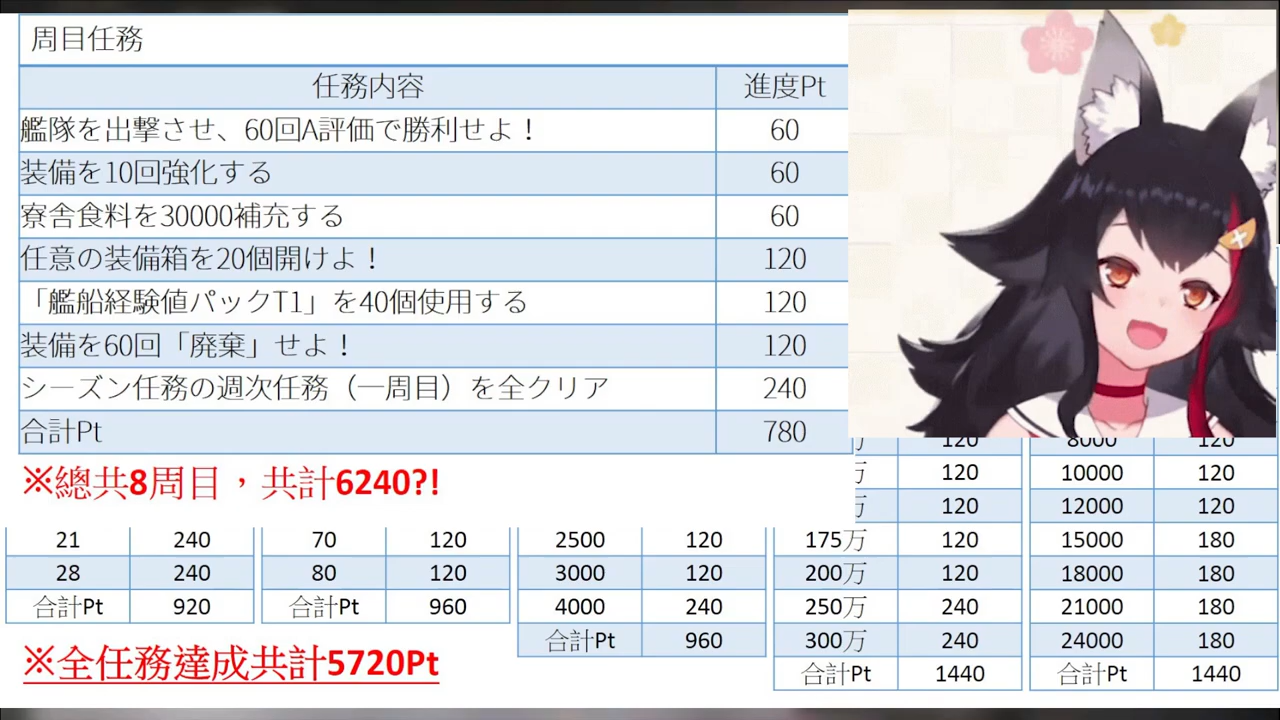 周目任務
任務内容 進度Pt
艦隊を出撃させ、60回A評価で勝利せよ！ 60
装備を10回強化する 60
寮舎食料を30000補充する 60
任意の装備箱を20個開けよ！ 120
「艦船経験値パックT1」を40個使用する 120
装備を60回「廃棄」せよ！ 120
シーズン任務の週次任務（一周目）を全クリア 240
合計Pt 780
※總共8周目，共計6240?!
120 8000 120
万 120 10000 120
万 120 12000 120
21 240 70 120 2500 120 175万 120 15000 180
28 240 80 120 3000 120 200万 120 18000 180
合計Pt 920 合計Pt 960 4000 240 250万 240 21000 180
合計Pt 960 300万 240 24000 180
合計Pt 1440 合計Pt 1440
※全任務達成共計5720Pt